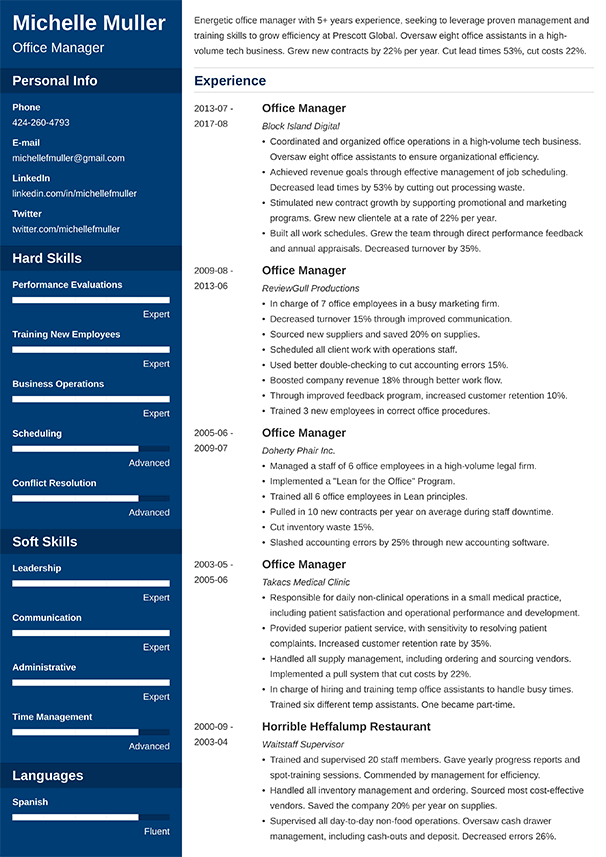 Michelle Muller
Office Manager
Personal Info
Phone
424-260-4793
E-mail
michellefmuller@gmail.com
LinkedIn
linkedin.com/in/michellefmuller
Twitter
twitter.com/michellefmuller
Hard Skills
Performance Evaluations
Expert
Training New Employees
Expert
Business Operations
Expert
Scheduling
Advanced
Conflict Resolution
Advanced
Soft Skills
Leadership
Expert
Communication
Expert
Administrative
Expert
Time Management
Advanced
Languages
Spanish
Fluent
Energetic office manager with 5+ years experience, seeking to leverage proven management and
training skills to grow efficiency at Prescott Global. Oversaw eight office assistants in a high-
volume tech business. Grew new contracts by 22% per year. Cut lead times 53%, cut costs 22%.
Experience
2013-07 -
2017-08
Office Manager
Block Island Digital
• Coordinated and organized office operations in a high-volume tech business.
Oversaw eight office assistants to ensure organizational efficiency.
• Achieved revenue goals through effective management of job scheduling.
Decreased lead times by 53% by cutting out processing waste.
• Stimulated new contract growth by supporting promotional and marketing
programs. Grew new clientele at a rate of 22% per year.
• Built all work schedules. Grew the team through direct performance feedback
and annual appraisals. Decreased turnover by 35%.
2009-08 -
2013-06
Office Manager
ReviewGull Productions
• In charge of 7 office employees in a busy marketing firm.
• Decreased turnover 15% through improved communication.
• Sourced new suppliers and saved 20% on supplies.
• Scheduled all client work with operations staff.
• Used better double-checking to cut accounting errors 15%.
• Boosted company revenue 18% through better work flow.
• Through improved feedback program, increased customer retention 10%.
• Trained 3 new employees in correct office procedures.
2005-06 -
2009-07
Office Manager
Doherty Phair Inc.
• Managed a staff of 6 office employees in a high-volume legal firm.
• Implemented a "Lean for the Office" Program.
• Trained all 6 office employees in Lean principles.
• Pulled in 10 new contracts per year on average during staff downtime.
• Cut inventory waste 15%.
• Slashed accounting errors by 25% through new accounting software.
2003-05 -
2005-06
Office Manager
Takacs Medical Clinic
• Responsible for daily non-clinical operations in a small medical practice,
including patient satisfaction and operational performance and development.
• Provided superior patient service, with sensitivity to resolving patient
complaints. Increased customer retention rate by 35%.
• Handled all supply management, including ordering and sourcing vendors.
Implemented a pull system that cut costs by 22%.
• In charge of hiring and training temp office assistants to handle busy times.
Trained six different temp assistants. One became part-time.
2000-09 -
2003-04
Horrible Heffalump Restaurant
Waitstaff Supervisor
• Trained and supervised 20 staff members. Gave yearly progress reports and
spot-training sessions. Commended by management for efficiency.
• Handled all inventory management and ordering. Sourced most cost-effective
vendors. Saved the company 20% per year on supplies.
• Supervised all day-to-day non-food operations. Oversaw cash drawer
management, including cash-outs and deposit. Decreased errors 26%.